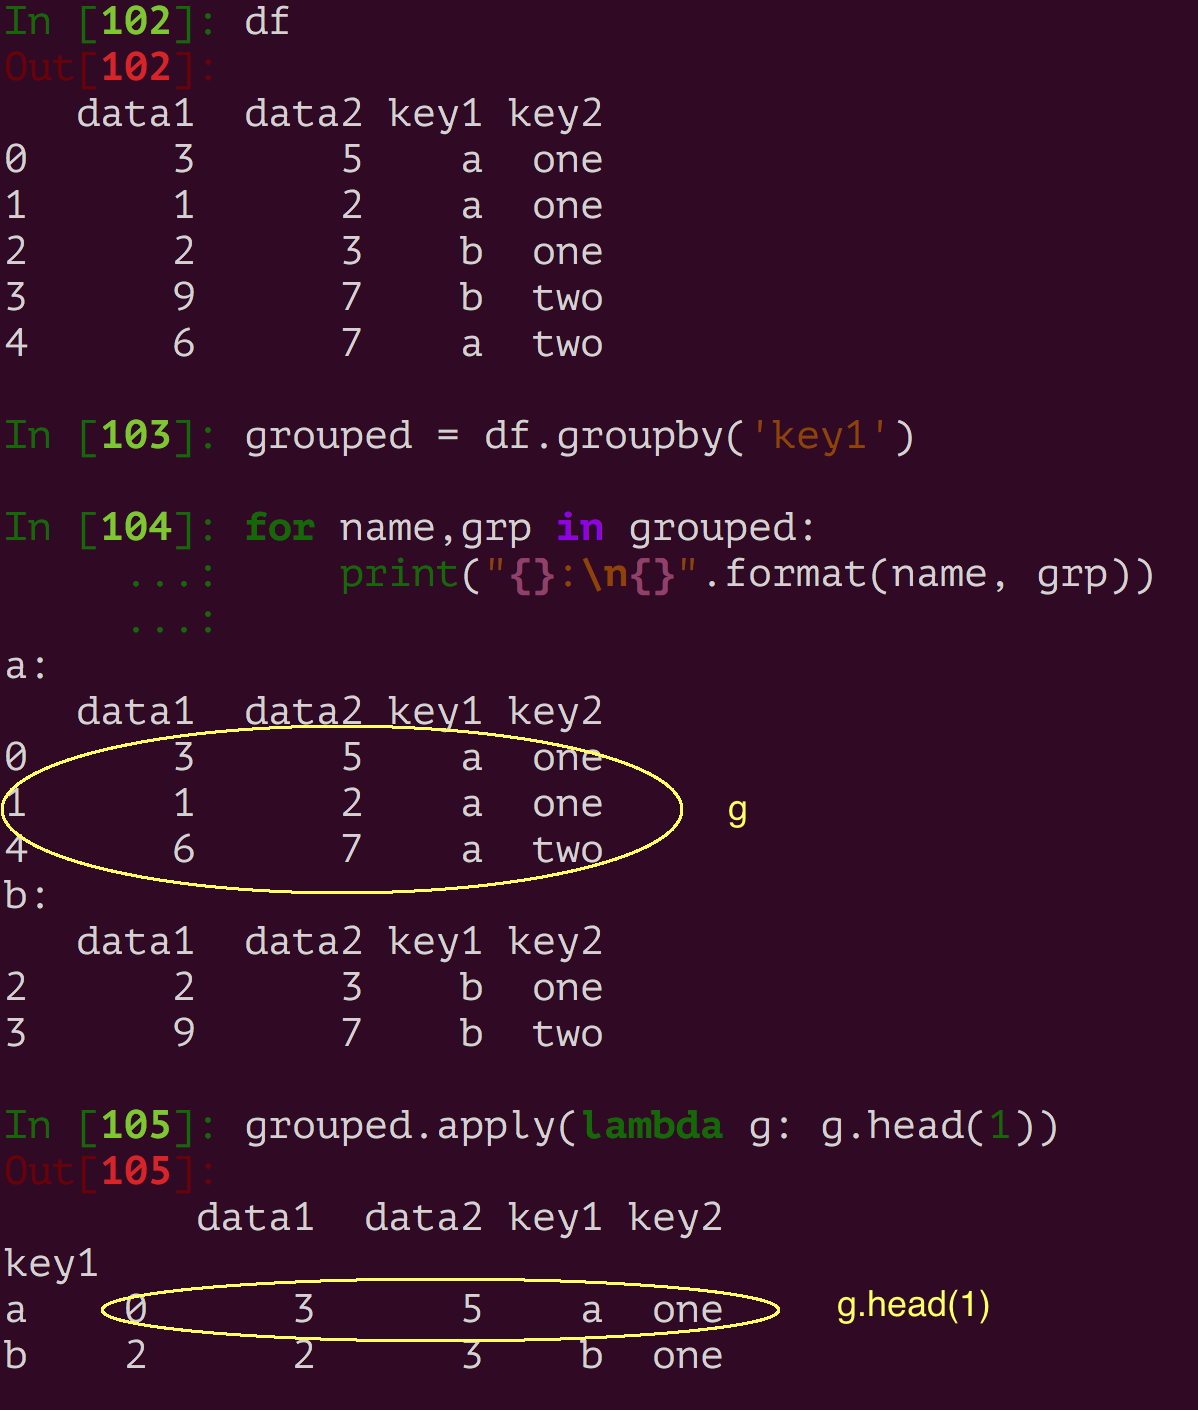 In [102]: df
Out[102]:
   data1  data2 key1 key2
0      3      5    a  one
1      1      2    a  one
2      2      3    b  one
3      9      7    b  two
4      6      7    a  two
In [103]: grouped = df.groupby('key1')
In [104]: for name,grp in grouped:
     ...:     print("{}:\n{}".format(name, grp))
     ...:
a:
   data1  data2 key1 key2
0      3      5    a  one
1      1      2    a  one
g
4      6      7    a  two
b:
   data1  data2 key1 key2
2      2      3    b  one
3      9      7    b  two
In [105]: grouped.apply(lambda g: g.head(1))
Out[105]:
        data1  data2 key1 key2
key1
a    0      3      5    a  one
g.head(1)
b    2      2      3    b  one